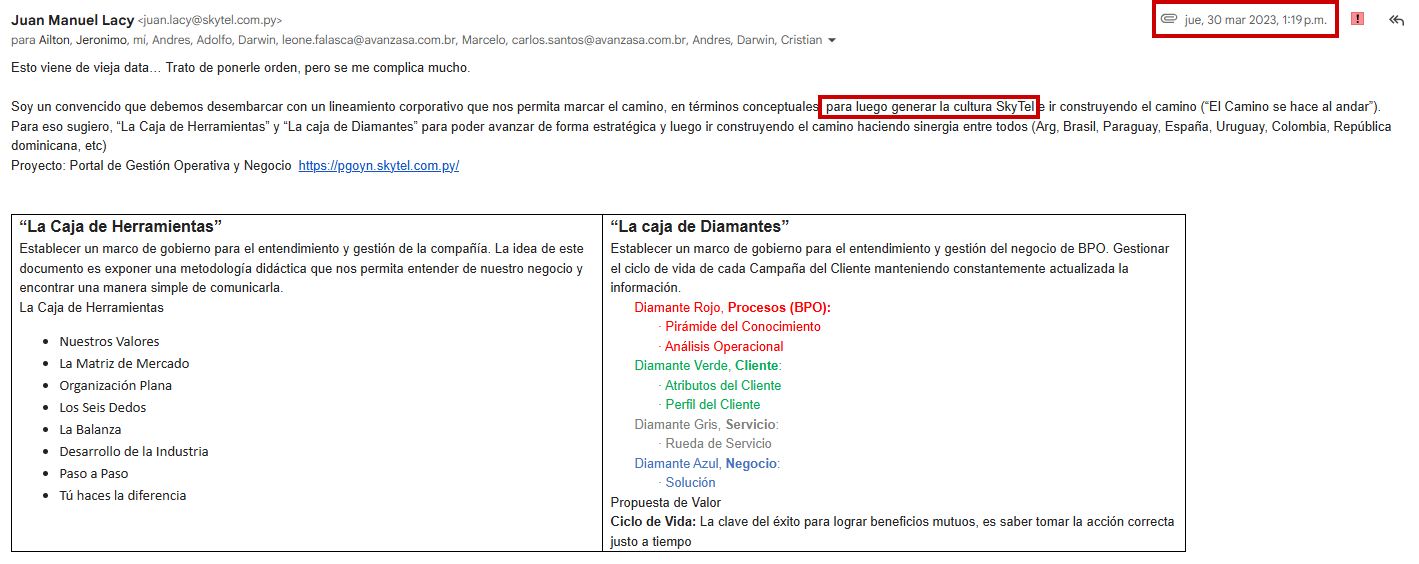 Juan Manuel Lacy <juan.lacy@skytel.com.py>
jue, 30 mar 2023, 1:19 p.m.
para Ailton, Jeronimo, mí, Andres, Adolfo, Darwin, leone.falasca@avanzasa.com.br, Marcelo, carlos.santos@avanzasa.com.br, Andres, Darwin, Cristian
Esto viene de vieja data… Trato de ponerle orden, pero se me complica mucho.
Soy un convencido que debemos desembarcar con un lineamiento corporativo que nos permita marcar el camino, en términos conceptuales para luego generar la cultura SkyTel e ir construyendo el camino (“El Camino se hace al andar”).
Para eso sugiero, “La Caja de Herramientas” y “La caja de Diamantes” para poder avanzar de forma estratégica y luego ir construyendo el camino haciendo sinergia entre todos (Arg, Brasil, Paraguay, España, Uruguay, Colombia, República
dominicana, etc)
Proyecto: Portal de Gestión Operativa y Negocio https://pgoyn.skytel.com.py/
“La Caja de Herramientas”
Establecer un marco de gobierno para el entendimiento y gestión de la compañía. La idea de este
documento es exponer una metodología didáctica que nos permita entender de nuestro negocio y
encontrar una manera simple de comunicarla.
La Caja de Herramientas
• Nuestros Valores
• La Matriz de Mercado
• Organización Plana
• Los Seis Dedos
• La Balanza
• Desarrollo de la Industria
• Paso a Paso
• Tú haces la diferencia
“La caja de Diamantes”
Establecer un marco de gobierno para el entendimiento y gestión del negocio de BPO. Gestionar
el ciclo de vida de cada Campaña del Cliente manteniendo constantemente actualizada la
información.
Diamante Rojo, Procesos (BPO):
· Pirámide del Conocimiento
· Análisis Operacional
Diamante Verde, Cliente:
· Atributos del Cliente
· Perfil del Cliente
Diamante Gris, Servicio:
· Rueda de Servicio
Diamante Azul, Negocio:
· Solución
Propuesta de Valor
Ciclo de Vida: La clave del éxito para lograr beneficios mutuos, es saber tomar la acción correcta
justo a tiempo